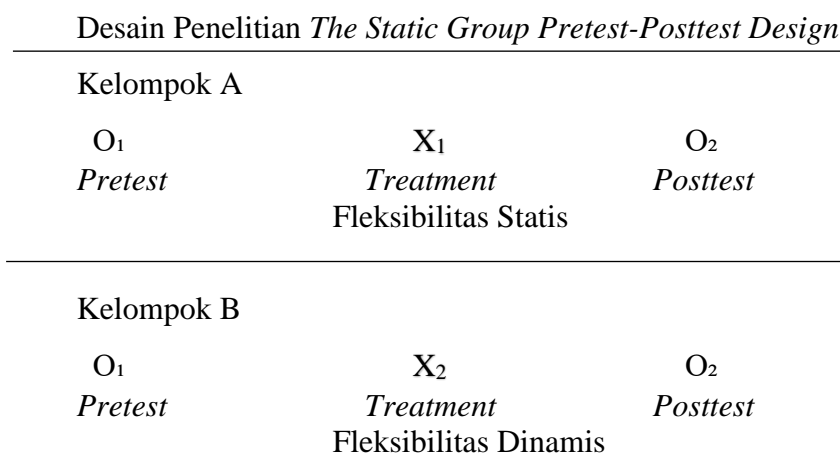 Desain Penelitian The Static Group Pretest-Posttest Design
Kelompok A
O₁ X₁ O₂
Pretest Treatment Posttest
Fleksibilitas Statis
Kelompok B
O₁ X₂ O₂
Pretest Treatment Posttest
Fleksibilitas Dinamis